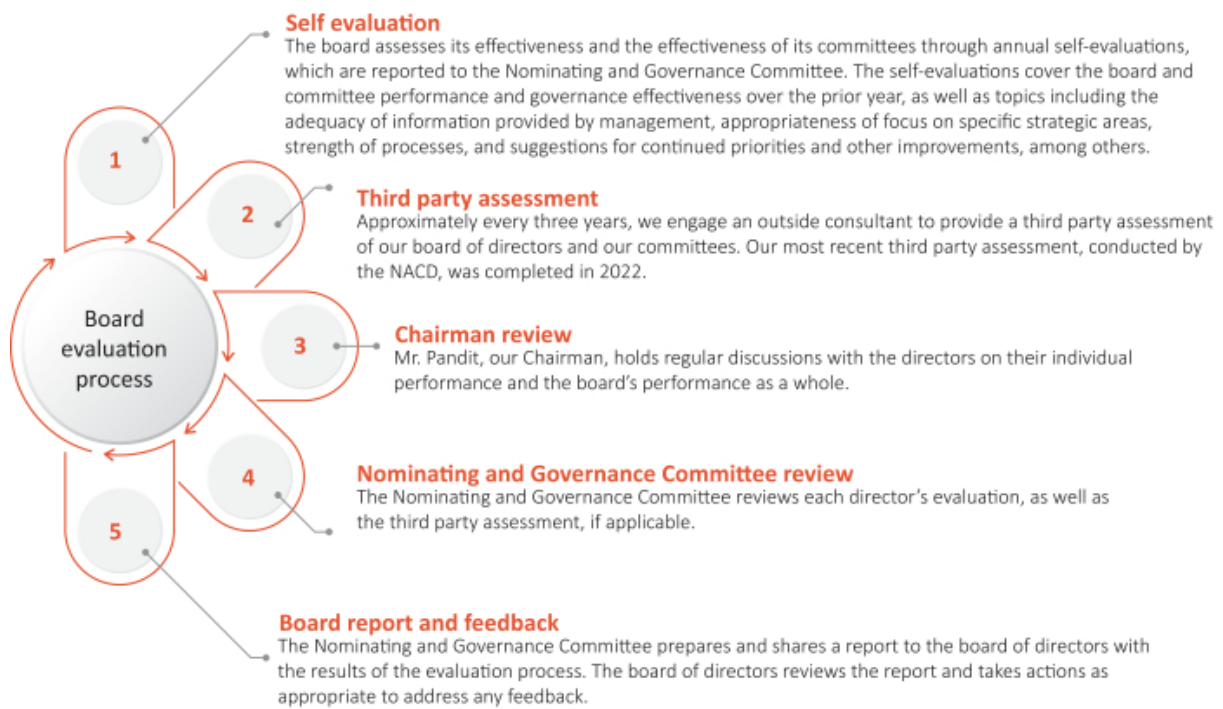 Self evaluation
The board assesses its effectiveness and the effectiveness of its committees through annual self-evaluations,
which are reported to the Nominating and Governance Committee. The self-evaluations cover the board and
committee performance and governance effectiveness over the prior year, as well as topics including the
adequacy of information provided by management, appropriateness of focus on specific strategic areas,
strength of processes, and suggestions for continued priorities and other improvements, among others.
1
2
Third party assessment
Approximately every three years, we engage an outside consultant to provide a third party assessment
of our board of directors and our committees. Our most recent third party assessment, conducted by
the NACD, was completed in 2022.
Board
evaluation
process
3
Chairman review
Mr. Pandit, our Chairman, holds regular discussions with the directors on their individual
performance and the board’s performance as a whole.
4
Nominating and Governance Committee review
The Nominating and Governance Committee reviews each director’s evaluation, as well as
the third party assessment, if applicable.
5
Board report and feedback
The Nominating and Governance Committee prepares and shares a report to the board of directors with
the results of the evaluation process. The board of directors reviews the report and takes actions as
appropriate to address any feedback.